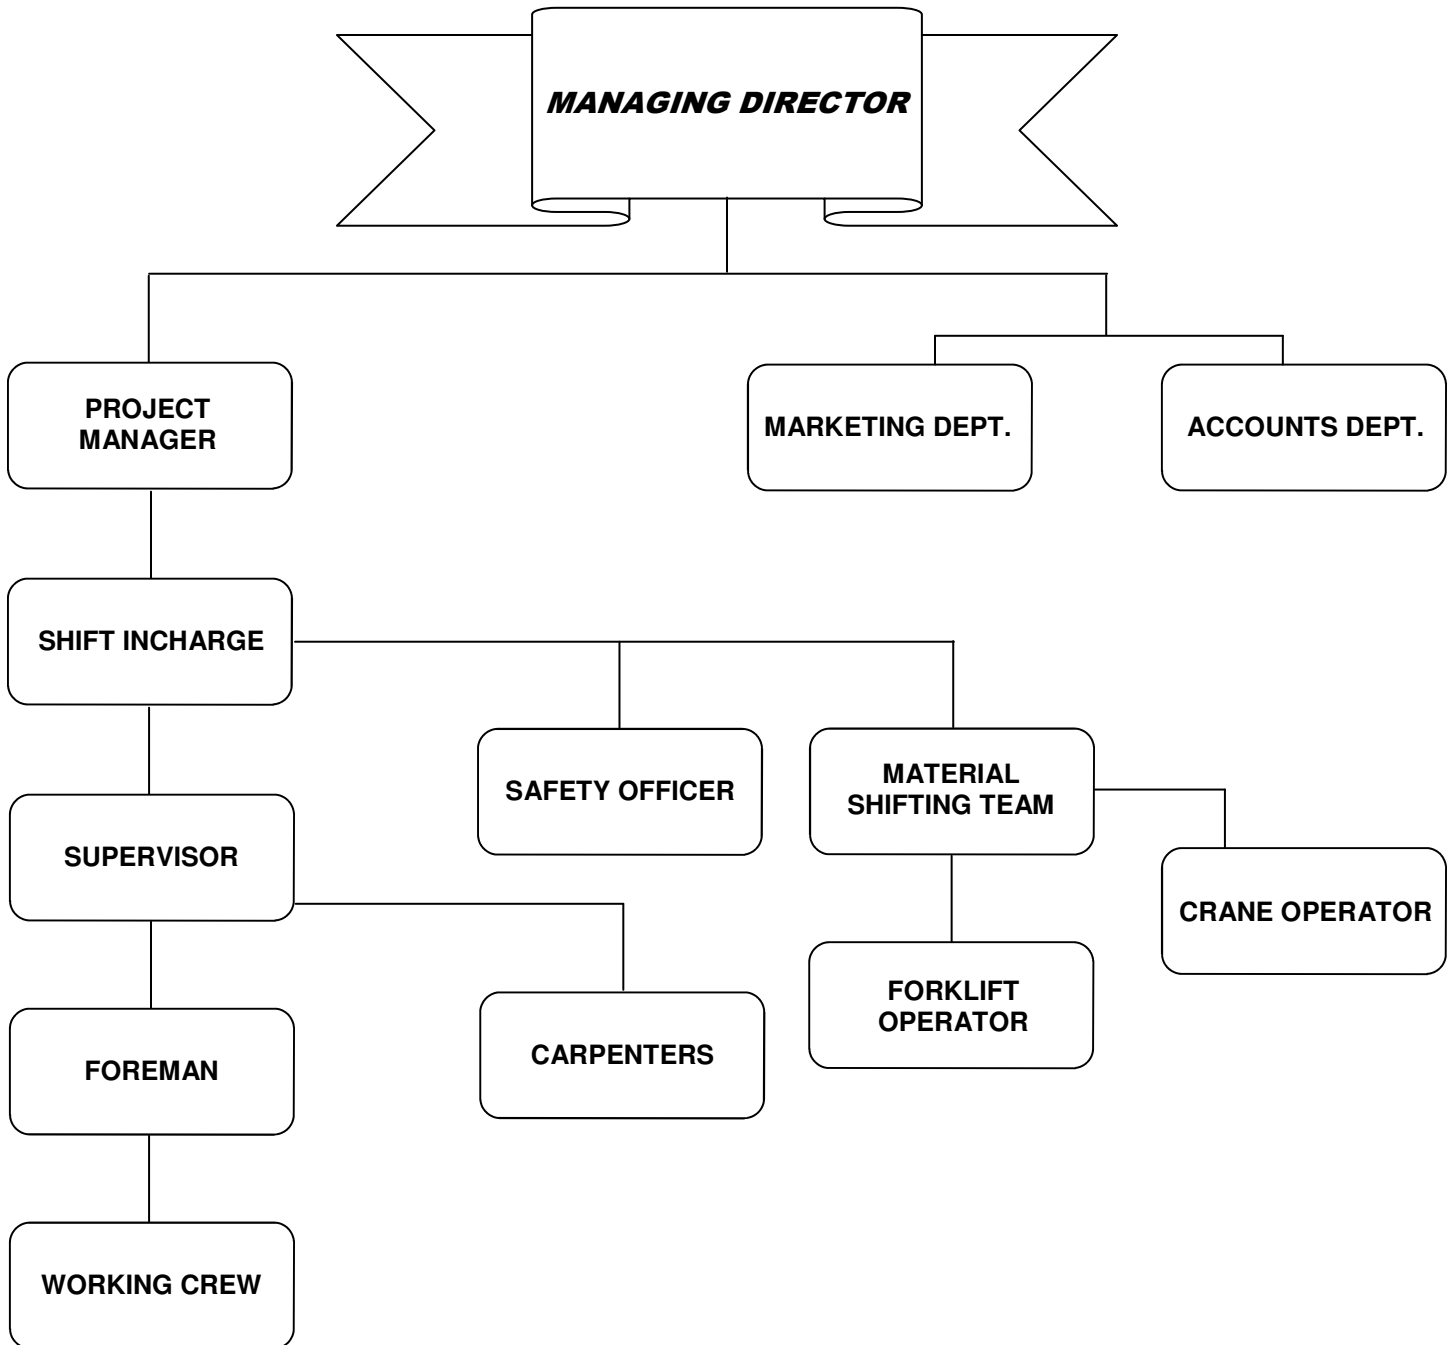 MANAGING DIRECTOR
PROJECT
MANAGER
MARKETING DEPT.
ACCOUNTS DEPT.
SHIFT INCHARGE
SAFETY OFFICER
MATERIAL
SHIFTING TEAM
SUPERVISOR
CRANE OPERATOR
FORKLIFT
OPERATOR
CARPENTERS
FOREMAN
WORKING CREW